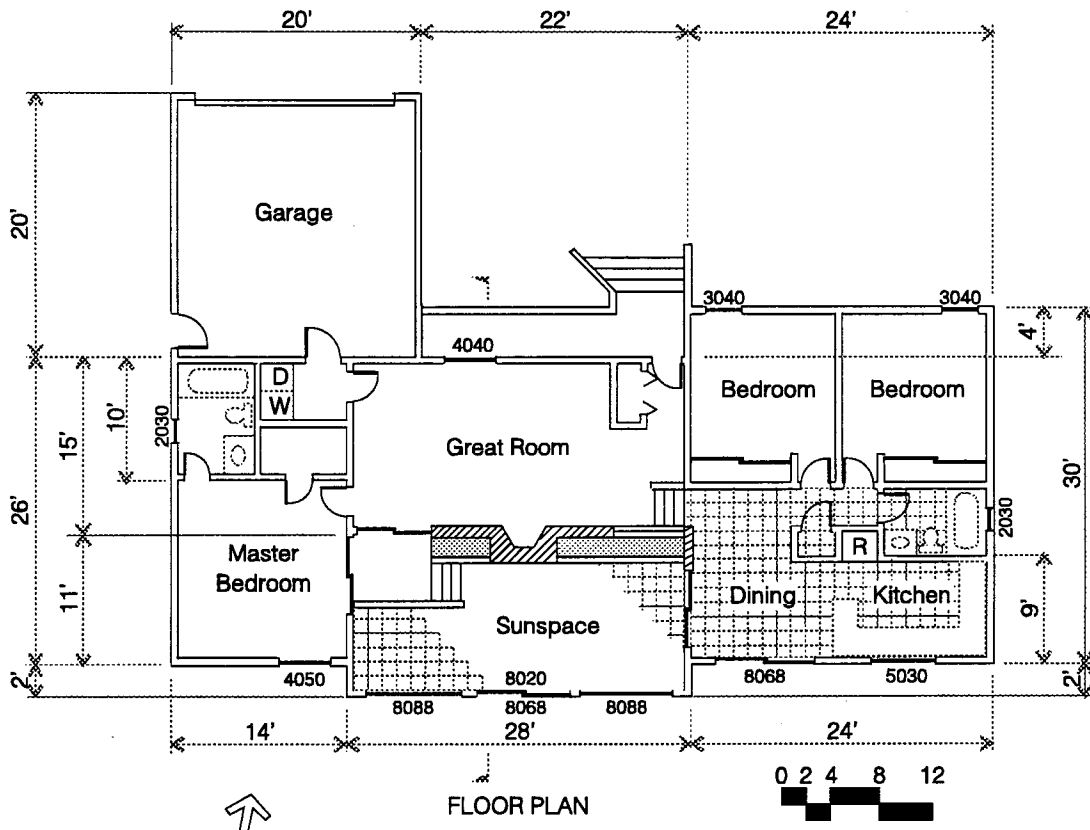 20'
22'
24'
20'
Garage
3040
3040
4'
4040
D
W
Bedroom
Bedroom
2030
10'
15'
Great Room
26'
30'
2030
R
Master
Bedroom
11'
Dining
Kitchen
9'
Sunspace
2'
4050
8020
8068
5030
2'
8088
8068
8088
14'
28'
24'
0 2 4 8 12
FLOOR PLAN